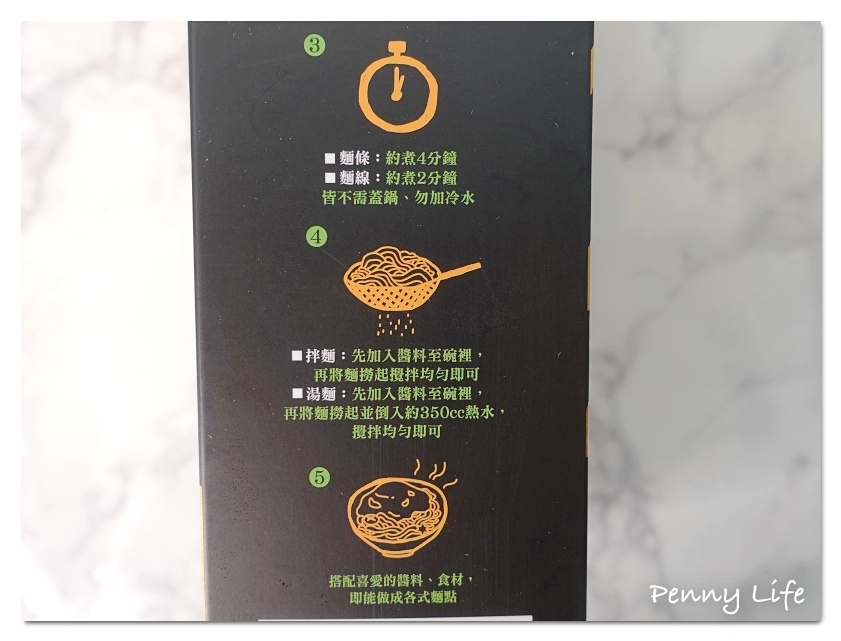 3
■ 麵條：約煮4分鐘
■ 麵線：約煮2分鐘
皆不需蓋鍋、勿加冷水
4
■拌麵：先加入醬料至碗裡，
再將麵撈起攪拌均勻即可
■湯麵：先加入醬料至碗裡，
再將麵撈起並倒入約350cc熱水，
攪拌均勻即可
5
搭配喜愛的醬料、食材，
即能做成各式麵點
Penny Life